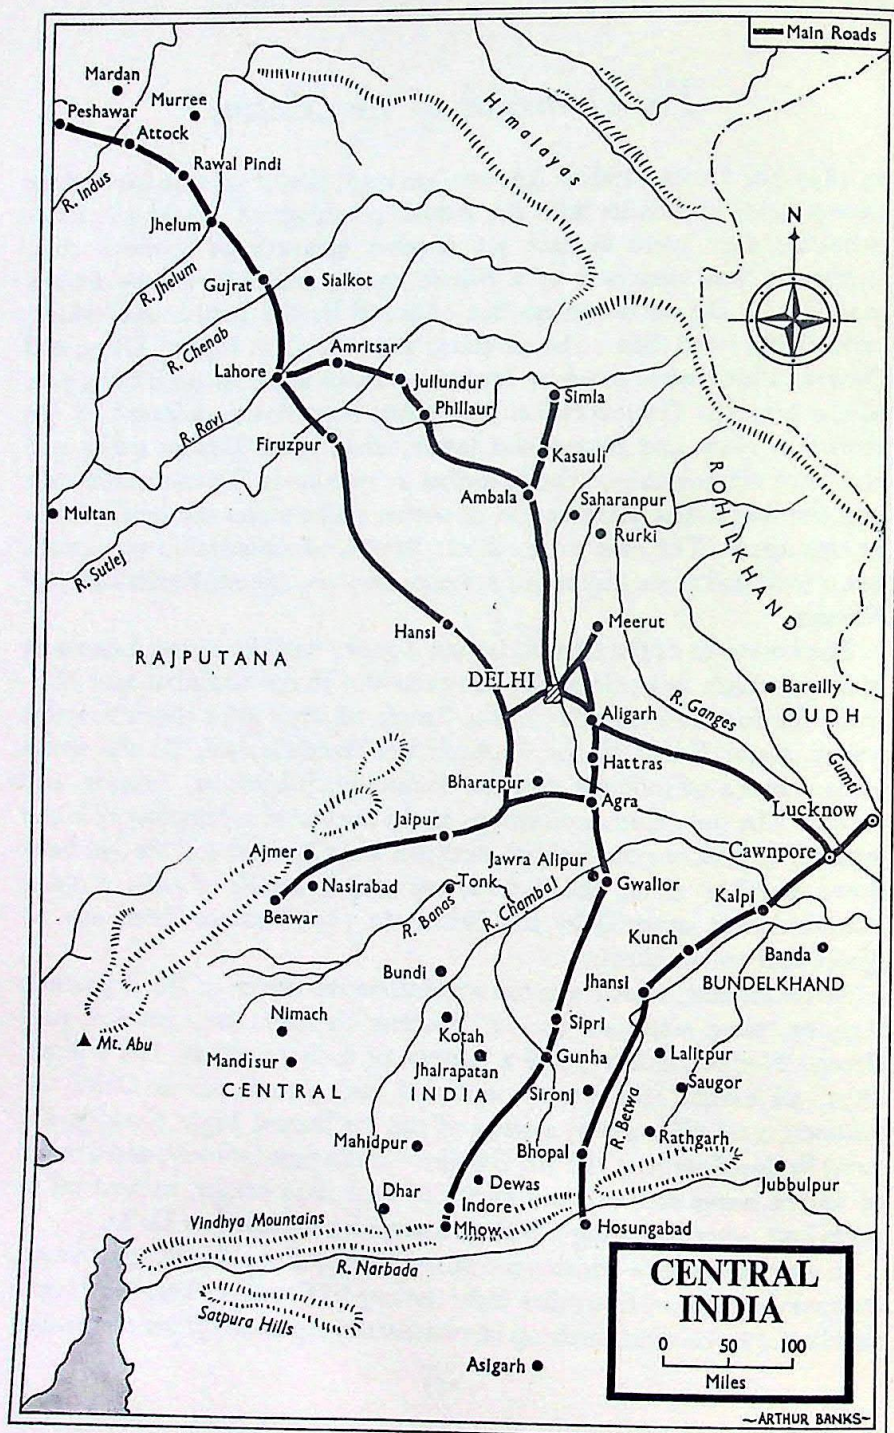 Main Roads
Mardan
Peshawar
Murree
Attock
Himalayas
R. Indus
Rawal Pindi
N
Jhelum
R. Jhelum
Gujrat
Sialkot
R. Chenab
Amritsar
Lahore
Jullundur
Simla
R. Ravi
Phillaur
Firuzpur
Kasauli
ROHILKHAND
Ambala
Saharanpur
Multan
Rurki
R. Sutlej
Hansi
Meerut
RAJPUTANA
DELHI
Bareilly
R. Ganges
OUDH
Aligarh
Hattras
Gumti
Bharatpur
Agra
Lucknow
Jaipur
Ajmer
Jawra Alipur
Cawnpore
Nasirabad
Tonk
Gwalior
Beawar
R. Banas
R. Chambal
Kalpi
Kunch
Banda
Bundi
Jhansi
BUNDELKHAND
Nimach
Sipri
Mt. Abu
Kotah
Mandisur
Jhalrapatan
Gunha
Lalitpur
CENTRAL
INDIA
Sironj
Saugor
R. Betwa
Mahidpur
Bhopal
Rathgarh
Dhar
Dewas
Jubbulpur
Indore
Vindhya Mountains
Mhow
Hosungabad
R. Narbada
CENTRAL
INDIA
Satpura Hills
0 50 100
Miles
Asigarh
~ARTHUR BANKS~